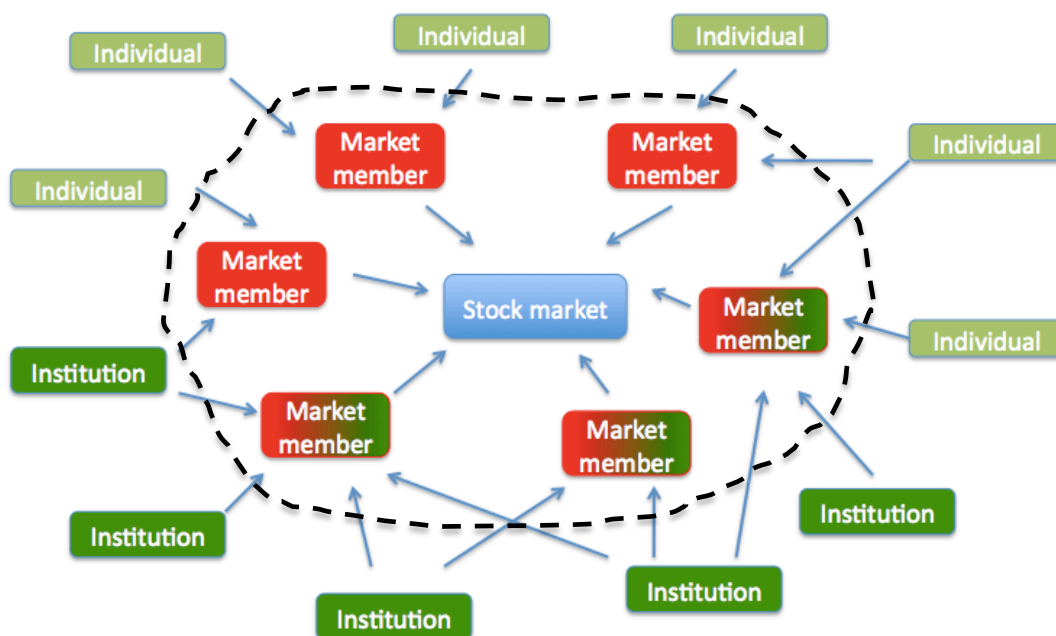 Individual
Individual
Individual
Market
member
Market
member
Individual
Individual
Market
member
Stock market
Market
member
Individual
Institution
Market
member
Market
member
Institution
Institution
Institution
Institution